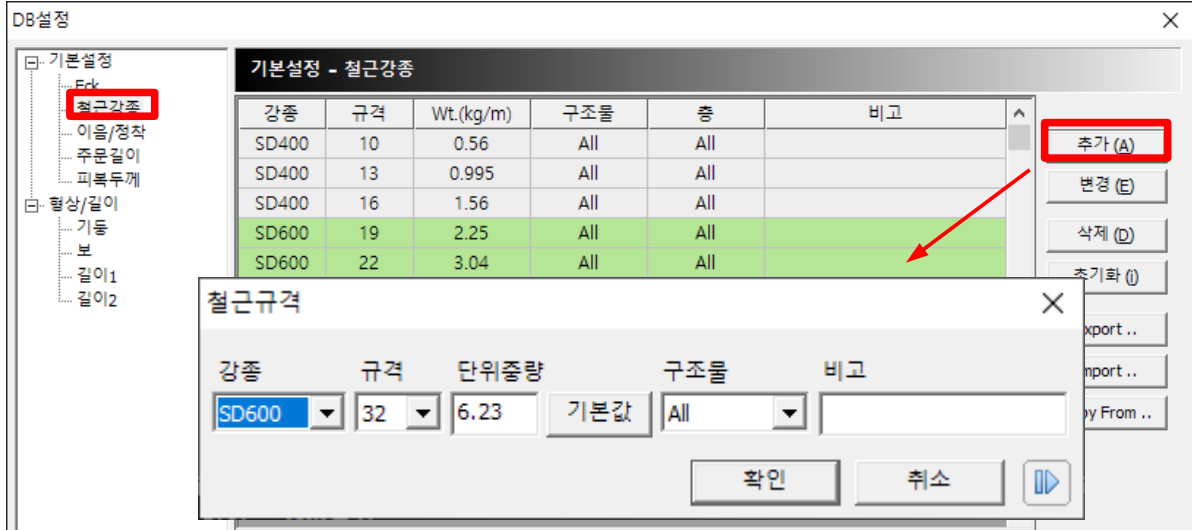 DB설정
기본설정
Eck
철근강종
이음/정착
주문길이
피복두께
형상/길이
기둥
보
길이1
길이2
기본설정 - 철근강종
강종 규격 Wt.(kg/m) 구조물 층 비고
SD400 10 0.56 All All
SD400 13 0.995 All All
SD400 16 1.56 All All
SD600 19 2.25 All All
SD600 22 3.04 All All
추가 (A)
변경 (E)
삭제 (D)
초기화 (i)
xport ..
mport ..
by From ..
철근규격
강종 규격 단위중량 구조물 비고
SD600 32 6.23 기본값 All
확인 취소